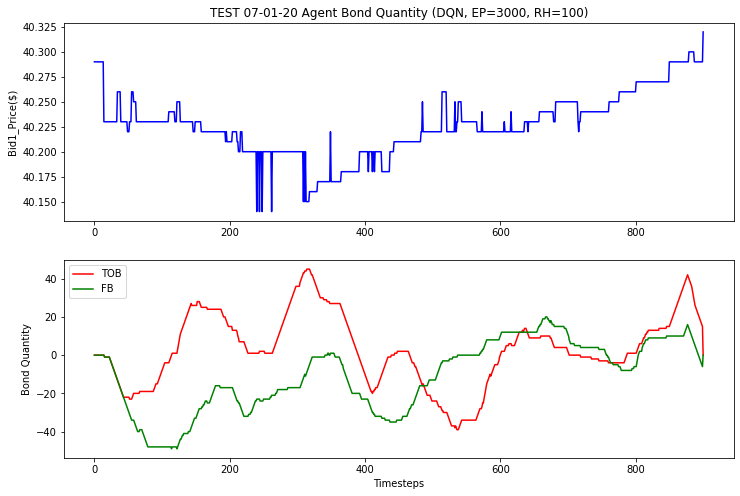 TEST 07-01-20 Agent Bond Quantity (DQN, EP=3000, RH=100)
40.325
40.300
40.275
40.250
40.225
40.200
40.175
40.150
Bid1_Price($)
0 200 400 600 800
TOB
FB
40
20
0
−20
−40
Bond Quantity
0 200 400 600 800
Timesteps